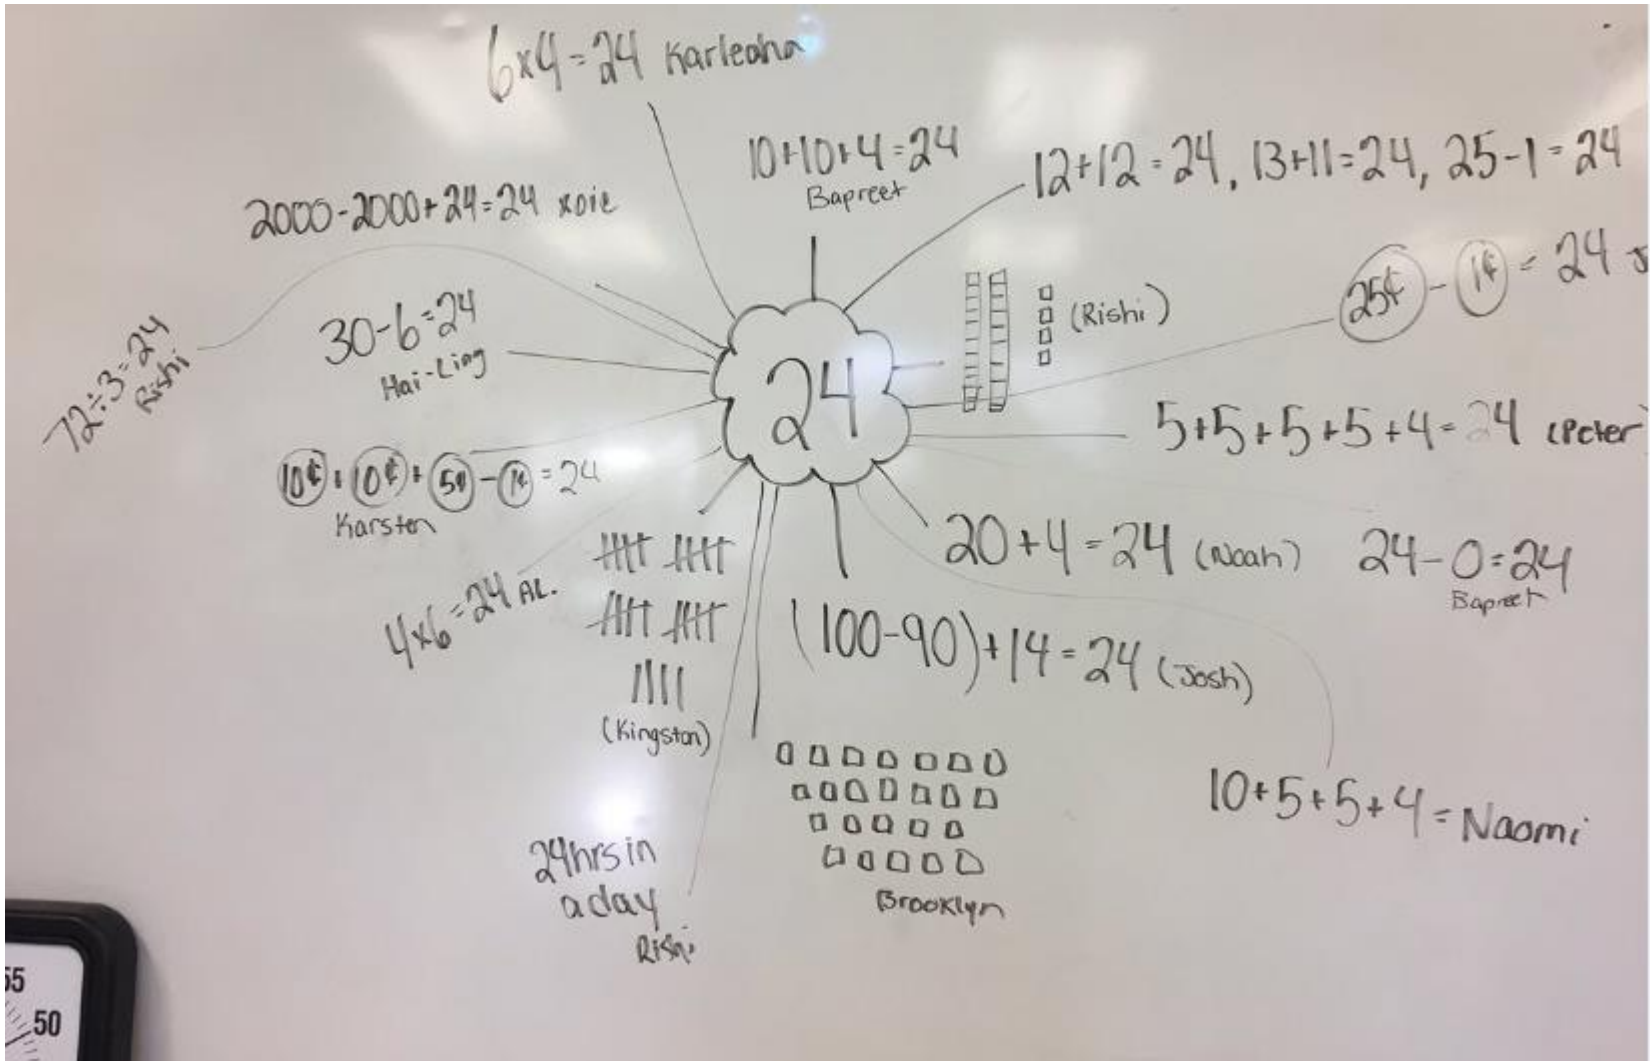 6x4=24 Karleaha
10+10+4=24
Bapreet
12+12=24, 13+11=24, 25-1=24
2000-2000+24=24 xoie
25¢ - 1¢ = 24
(Rishi)
30-6=24
Hai-Ling
72÷3=24
Rishi
24
5+5+5+5+4=24 (Peter
10¢+10¢+5¢-1¢=24
Karsten
20+4=24 (Noah)
24-0=24
Bapreet
4x6=24 AL.
(100-90)+14=24 (Josh)
(Kingston)
10+5+5+4= Naomi
24hrs in
a day
Rishi
Brooklyn
55
50